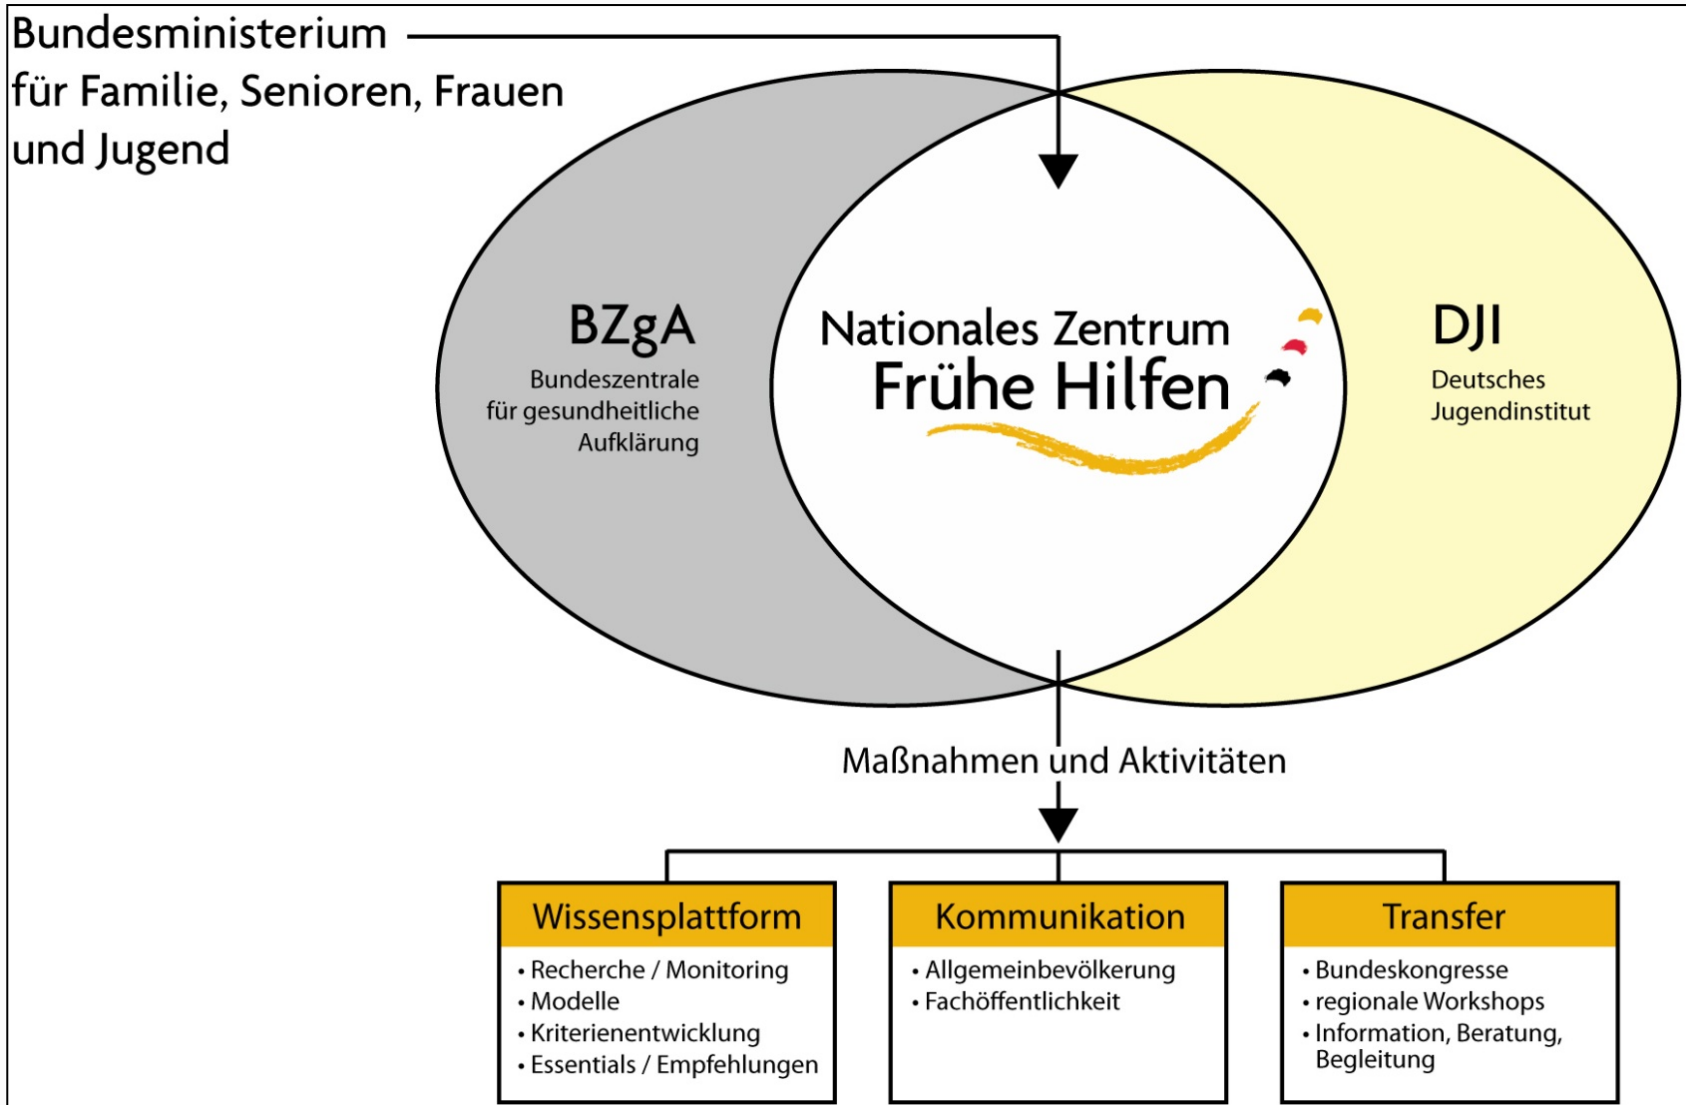 Bundesministerium
für Familie, Senioren, Frauen
und Jugend
BZgA
Bundeszentrale
für gesundheitliche
Aufklärung
Nationales Zentrum
Frühe Hilfen
DJI
Deutsches
Jugendinstitut
Maßnahmen und Aktivitäten
Wissensplattform
• Recherche / Monitoring
• Modelle
• Kriterienentwicklung
• Essentials / Empfehlungen
Kommunikation
• Allgemeinbevölkerung
• Fachöffentlichkeit
Transfer
• Bundeskongresse
• regionale Workshops
• Information, Beratung,
Begleitung